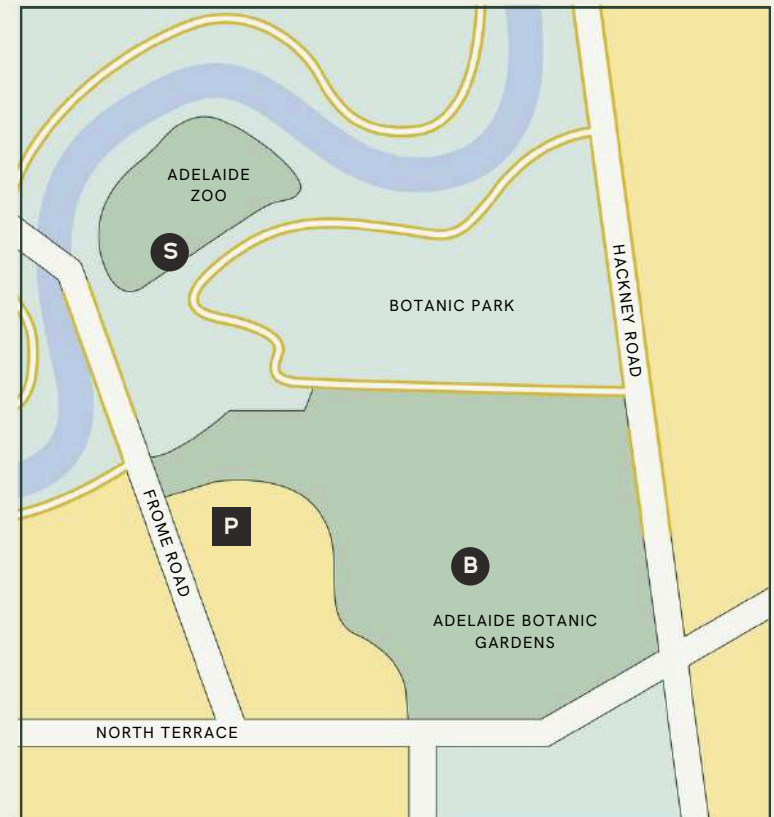 ADELAIDE
ZOO
S
HACKNEY ROAD
BOTANIC PARK
FROME ROAD
P
B
ADELAIDE BOTANIC
GARDENS
NORTH TERRACE